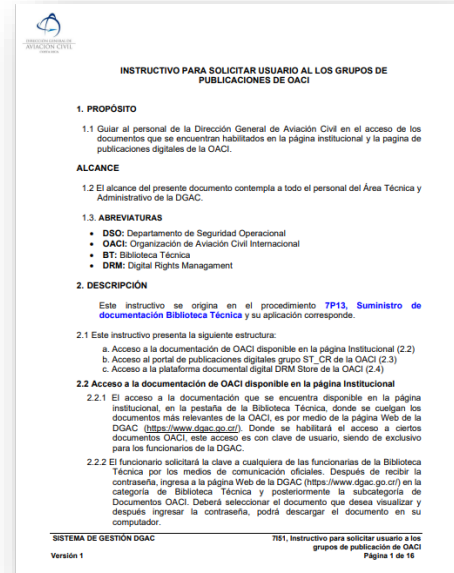 DIRECCIÓN GENERAL DE
AVIACIÓN CIVIL
COSTA RICA
INSTRUCTIVO PARA SOLICITAR USUARIO AL LOS GRUPOS DE
PUBLICACIONES DE OACI
1. PROPÓSITO
1.1 Guiar al personal de la Dirección General de Aviación Civil en el acceso de los
documentos que se encuentran habilitados en la página institucional y la pagina de
publicaciones digitales de la OACI.
ALCANCE
1.2 El alcance del presente documento contempla a todo el personal del Área Técnica y
Administrativo de la DGAC.
1.3. ABREVIATURAS
• DSO: Departamento de Seguridad Operacional
• OACI: Organización de Aviación Civil Internacional
• BT: Biblioteca Técnica
• DRM: Digital Rights Managament
2. DESCRIPCIÓN
Este instructivo se origina en el procedimiento 7P13, Suministro de
documentación Biblioteca Técnica y su aplicación corresponde.
2.1 Este instructivo presenta la siguiente estructura:
a. Acceso a la documentación de OACI disponible en la página Institucional (2.2)
b. Acceso al portal de publicaciones digitales grupo ST_CR de la OACI (2.3)
c. Acceso a la plataforma documental digital DRM Store de la OACI (2.4)
2.2 Acceso a la documentación de OACI disponible en la página Institucional
2.2.1 El acceso a la documentación que se encuentra disponible en la página
institucional, en la pestaña de la Biblioteca Técnica, donde se cuelgan los
documentos más relevantes de la OACI, es por medio de la página Web de la
DGAC (https://www.dgac.go.cr/). Donde se habilitará el acceso a ciertos
documentos OACI, este acceso es con clave de usuario, siendo de exclusivo
para los funcionarios de la DGAC.
2.2.2 El funcionario solicitará la clave a cualquiera de las funcionarias de la Biblioteca
Técnica por los medios de comunicación oficiales. Después de recibir la
contraseña, ingresa a la página Web de la DGAC (https://www.dgac.go.cr/) en la
categoría de Biblioteca Técnica y posteriormente la subcategoría de
Documentos OACI. Deberá seleccionar el documento que desea visualizar y
después ingresar la contraseña, podrá descargar el documento en su
computador.
SISTEMA DE GESTIÓN DGAC 7I51, Instructivo para solicitar usuario a los
grupos de publicación de OACI
Versión 1 Página 1 de 16